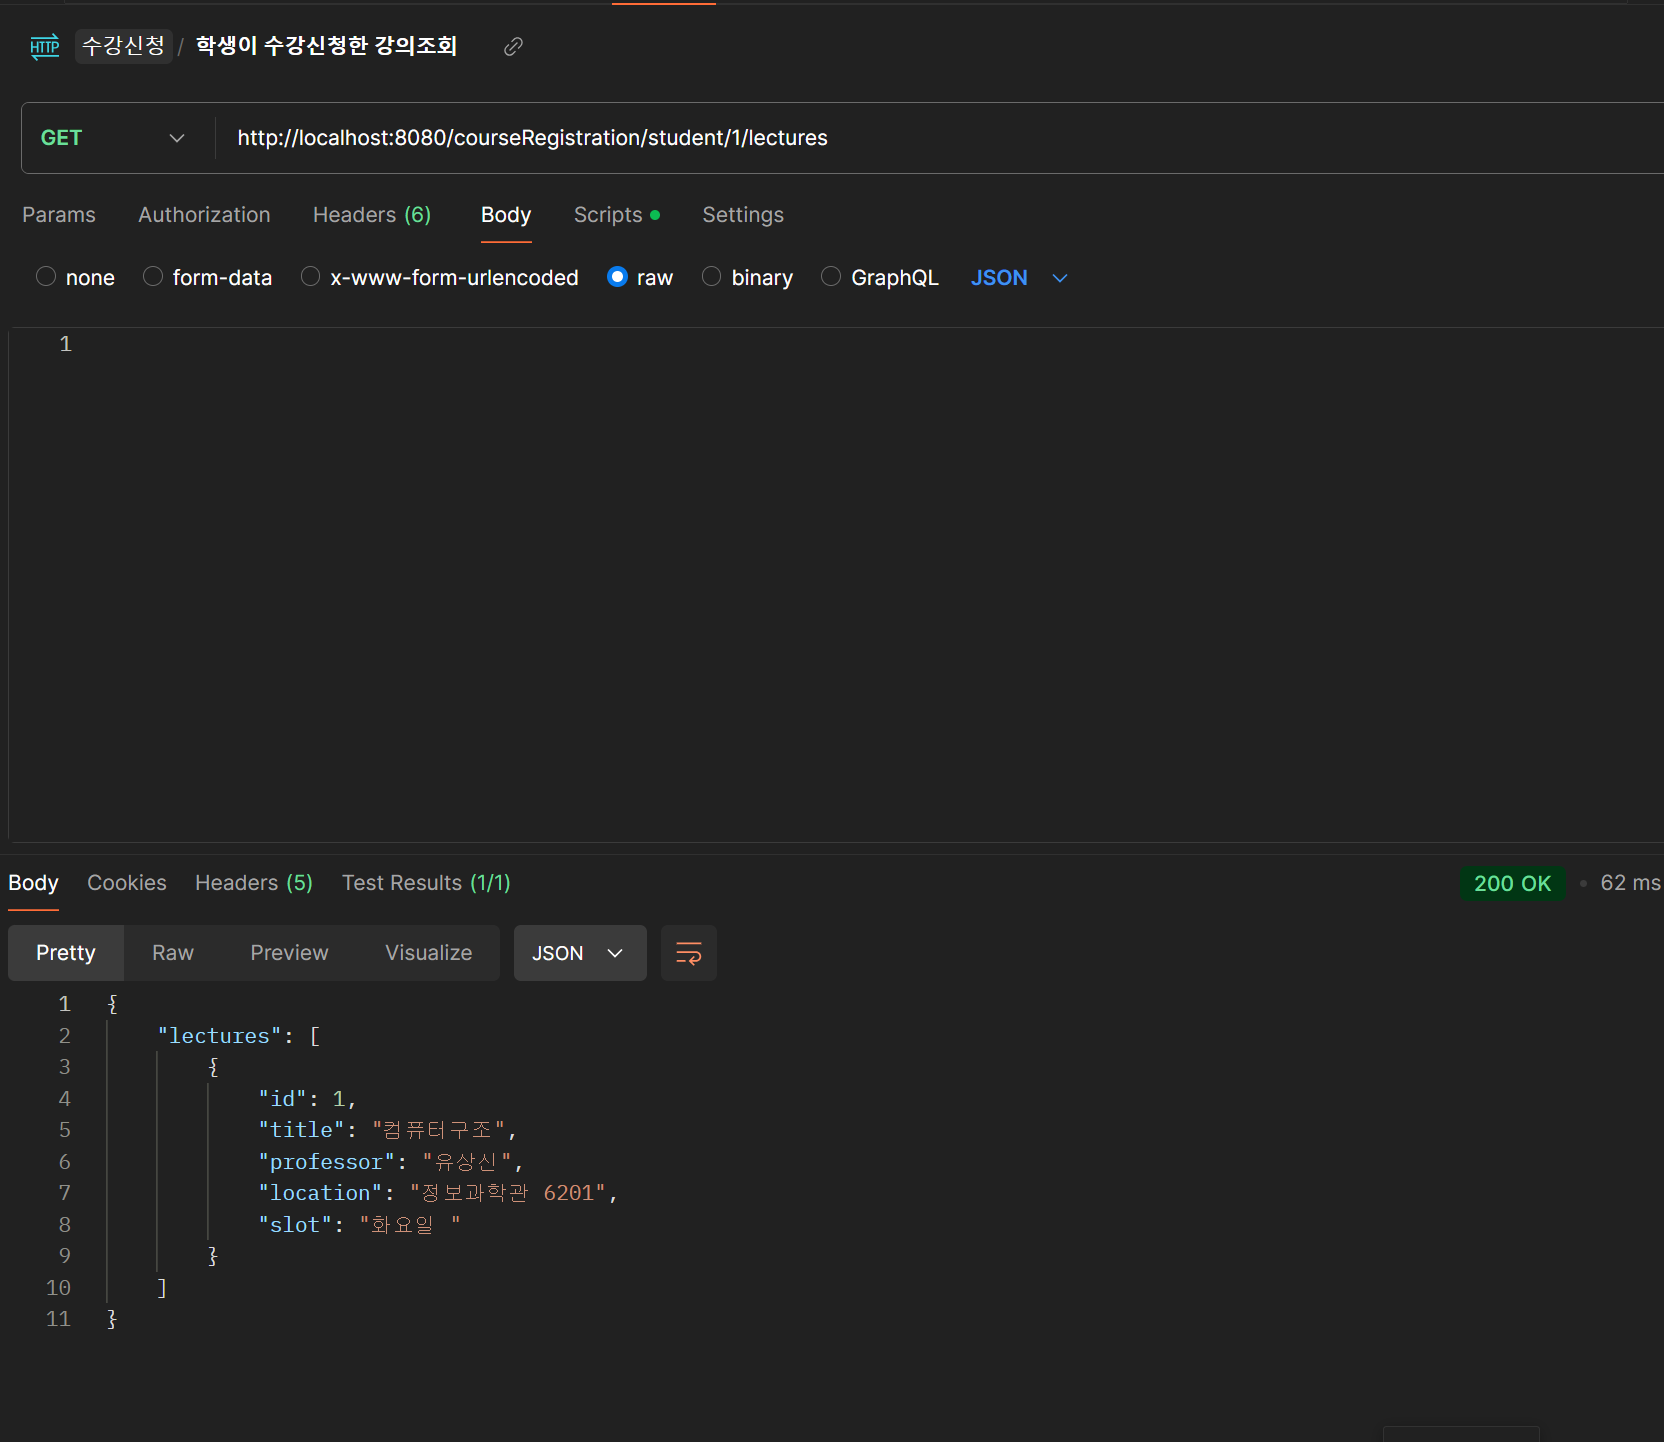 HTTP 수강신청 / 학생이 수강신청한 강의조회
GET http://localhost:8080/courseRegistration/student/1/lectures
Params Authorization Headers (6) Body Scripts Settings
none form-data x-www-form-urlencoded raw binary GraphQL JSON
1
Body Cookies Headers (5) Test Results (1/1) 200 OK • 62 ms
Pretty Raw Preview Visualize JSON
1 {
2 "lectures": [
3 {
4 "id": 1,
5 "title": "컴퓨터구조",
6 "professor": "유상신",
7 "location": "정보과학관 6201",
8 "slot": "화요일 "
9 }
10 ]
11 }